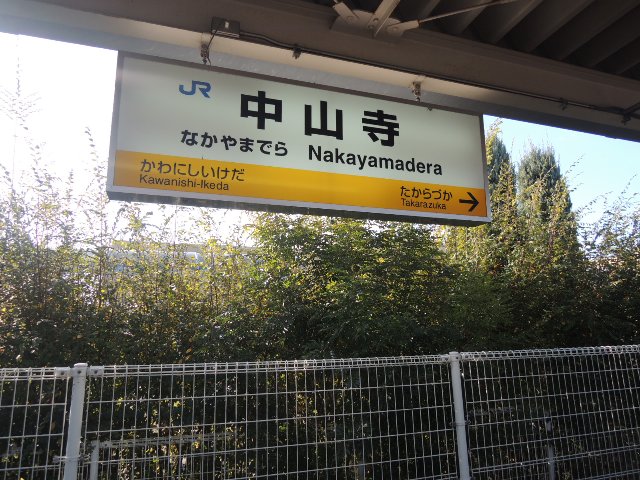 JR 中山寺
なかやまでら Nakayamadera
かわにしいけだ たからづか
Kawanishi-Ikeda Takarazuka